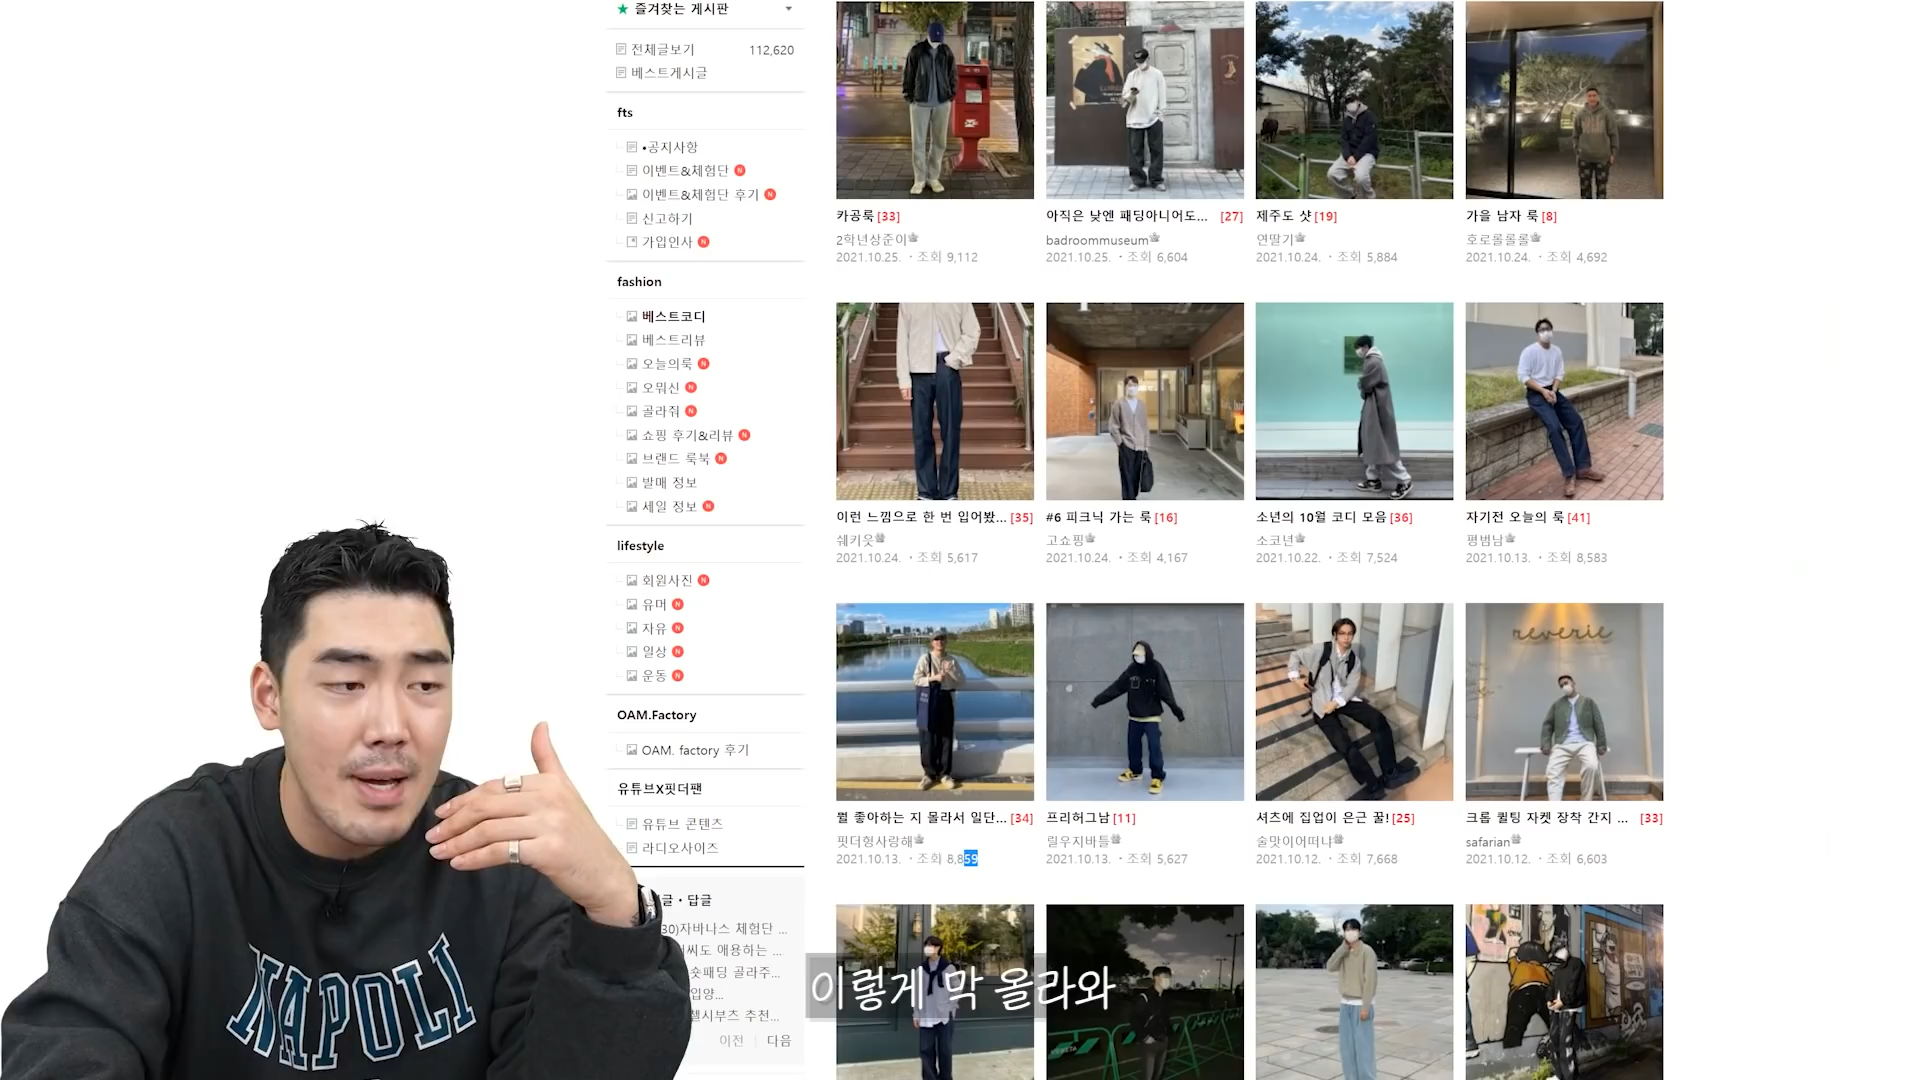 ★ 즐겨찾는 게시판
전체글보기 112,620
베스트게시글
fts
•공지사항
이벤트&체험단 N
이벤트&체험단 후기 N
신고하기
가입인사 N
fashion
베스트코디
베스트리뷰
오늘의룩 N
오뭐신 N
골라줘 N
쇼핑 후기&리뷰 N
브랜드 룩북 N
발매 정보
세일 정보 N
lifestyle
회원사진 N
유머 N
자유 N
일상 N
운동 N
OAM.Factory
OAM. factory 후기
유튜브X핏더팬
유튜브 콘텐츠
라디오사이즈
글・답글
30)자바나스 체험단 ...
씨도 애용하는 ...
숏패딩 골라주...
입양...
첼시부츠 추천...
이전 다음
카공룩 [33]
2학년상준이
2021.10.25. ・조회 9,112
아직은 낮엔 패딩아니어도... [27]
badroommuseum
2021.10.25. ・조회 6,604
제주도 샷 [19]
연딸기
2021.10.24. ・조회 5,884
가을 남자 룩 [8]
호로롤롤롤
2021.10.24. ・조회 4,692
이런 느낌으로 한 번 입어봤... [35]
쉐키웃
2021.10.24. ・조회 5,617
#6 피크닉 가는 룩 [16]
고쇼핑
2021.10.24. ・조회 4,167
소년의 10월 코디 모음 [36]
소코년
2021.10.22. ・조회 7,524
자기전 오늘의 룩 [41]
평범남
2021.10.13. ・조회 8,583
reverie
뭘 좋아하는 지 몰라서 일단... [34]
핏더형사랑해
2021.10.13. ・조회 8,859
프리허그남 [11]
릴우지바틀
2021.10.13. ・조회 5,627
셔츠에 집업이 은근 꿀! [25]
술맛이어떠냐
2021.10.12. ・조회 7,668
크롭 퀼팅 자켓 장착 간지 ... [33]
safarian
2021.10.12. ・조회 6,603
NAPOLI
이렇게 막 올라와